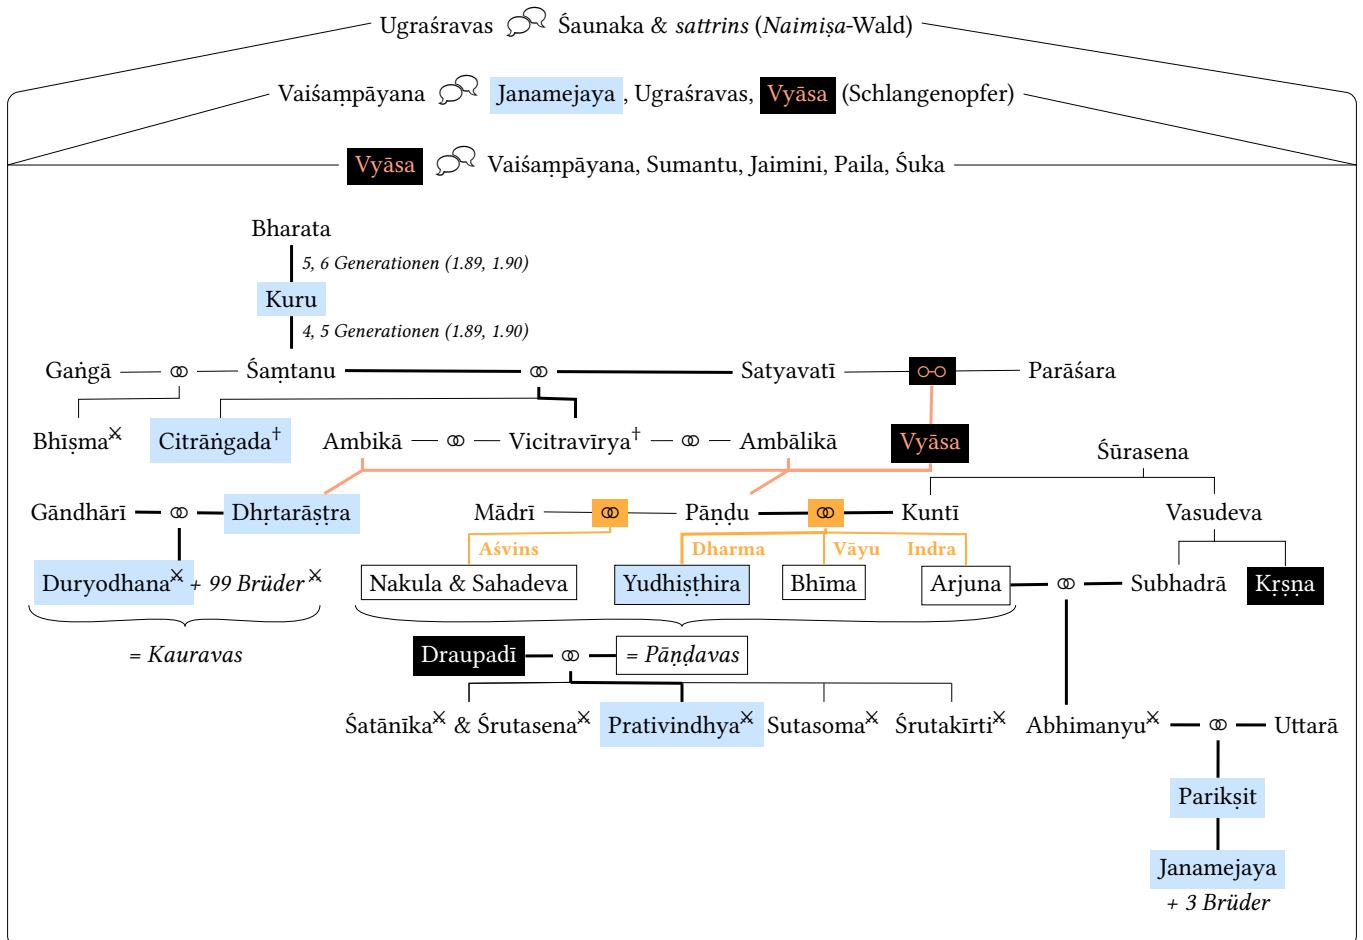 Ugraśravas Śaunaka & sattrins (Naimiṣa-Wald)
Vaiśaṃpāyana Janamejaya, Ugraśravas, Vyāsa (Schlangenopfer)
Vyāsa Vaiśaṃpāyana, Sumantu, Jaimini, Paila, Śuka
Bharata
5, 6 Generationen (1.89, 1.90)
Kuru
4, 5 Generationen (1.89, 1.90)
Gaṅgā ⚭ Śaṃtanu ⚭ Satyavatī ⚯ Parāśara
Bhīṣma⚔ Citrāṅgada† Ambikā ⚭ Vicitravīrya† ⚭ Ambālikā Vyāsa
Śūrasena
Gāndhārī ⚭ Dhṛtarāṣṭra Mādrī ⚭ Pāṇḍu ⚭ Kuntī Vasudeva
Aśvins Dharma Vāyu Indra
Duryodhana⚔ + 99 Brüder⚔ Nakula & Sahadeva Yudhiṣṭhira Bhīma Arjuna ⚭ Subhadrā Kṛṣṇa
= Kauravas Draupadī ⚭ = Pāṇḍavas
Śatānīka⚔ & Śrutasena⚔ Prativindhya⚔ Sutasoma⚔ Śrutakīrti⚔ Abhimanyu⚔ ⚭ Uttarā
Parikṣit
Janamejaya
+ 3 Brüder